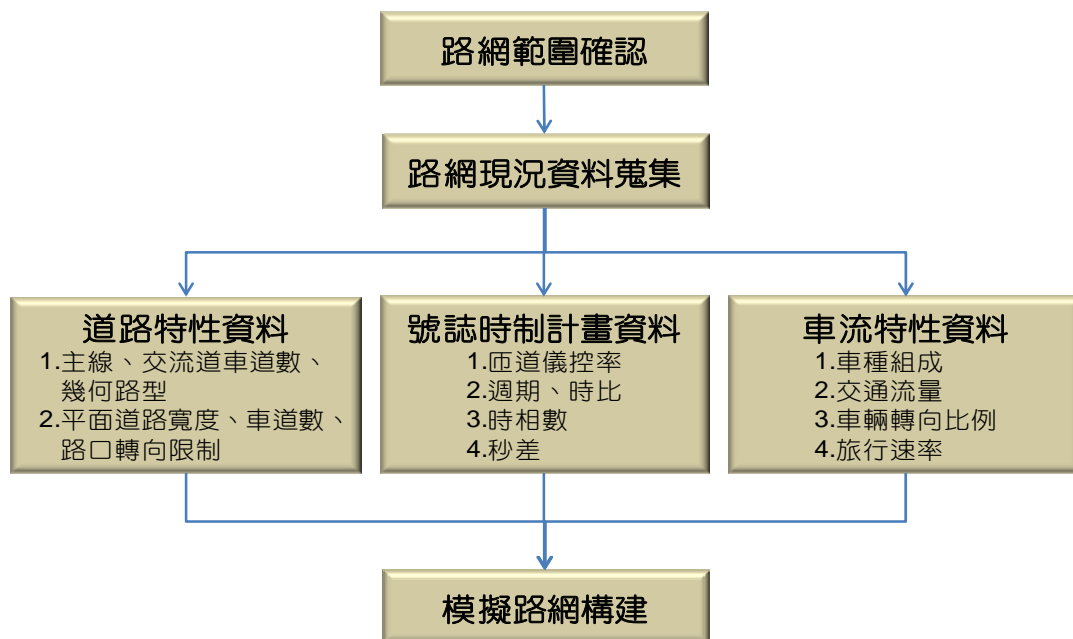 路網範圍確認
路網現況資料蒐集
道路特性資料
1.主線、交流道車道數、
幾何路型
2.平面道路寬度、車道數、
路口轉向限制
號誌時制計畫資料
1.匝道儀控率
2.週期、時比
3.時相數
4.秒差
車流特性資料
1.車種組成
2.交通流量
3.車輛轉向比例
4.旅行速率
模擬路網構建